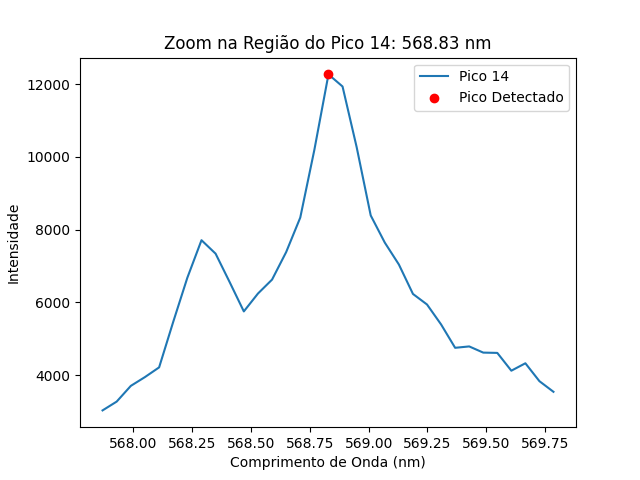 Zoom na Região do Pico 14: 568.83 nm
Pico 14
Pico Detectado
Intensidade
12000
10000
8000
6000
4000
568.00 568.25 568.50 568.75 569.00 569.25 569.50 569.75
Comprimento de Onda (nm)